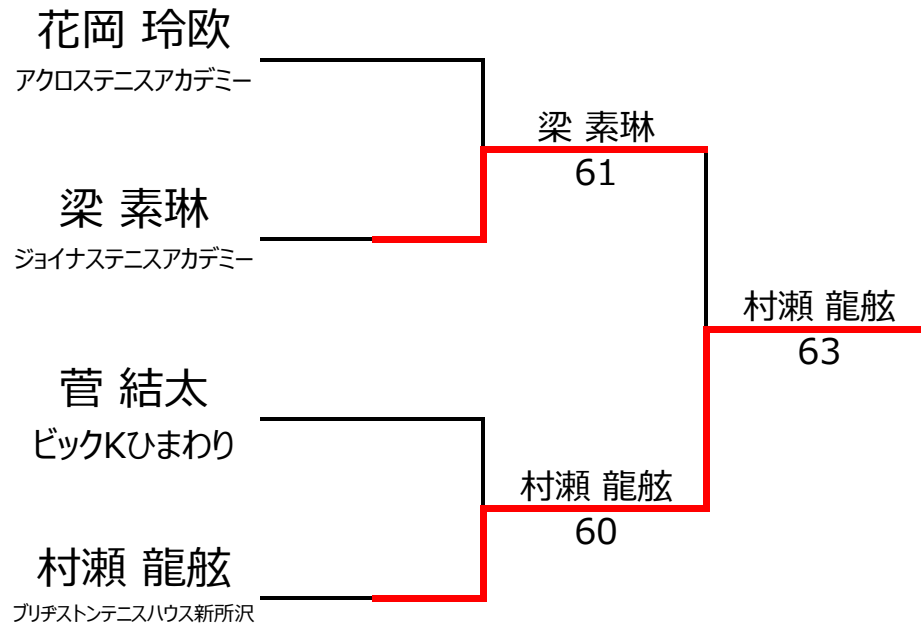 花岡 玲欧
アクロステニスアカデミー
梁 素琳
61
梁 素琳
ジョイナステニスアカデミー
村瀬 龍舷
63
菅 結太
ビックKひまわり
村瀬 龍舷
60
村瀬 龍舷
ブリヂストンテニスハウス新所沢